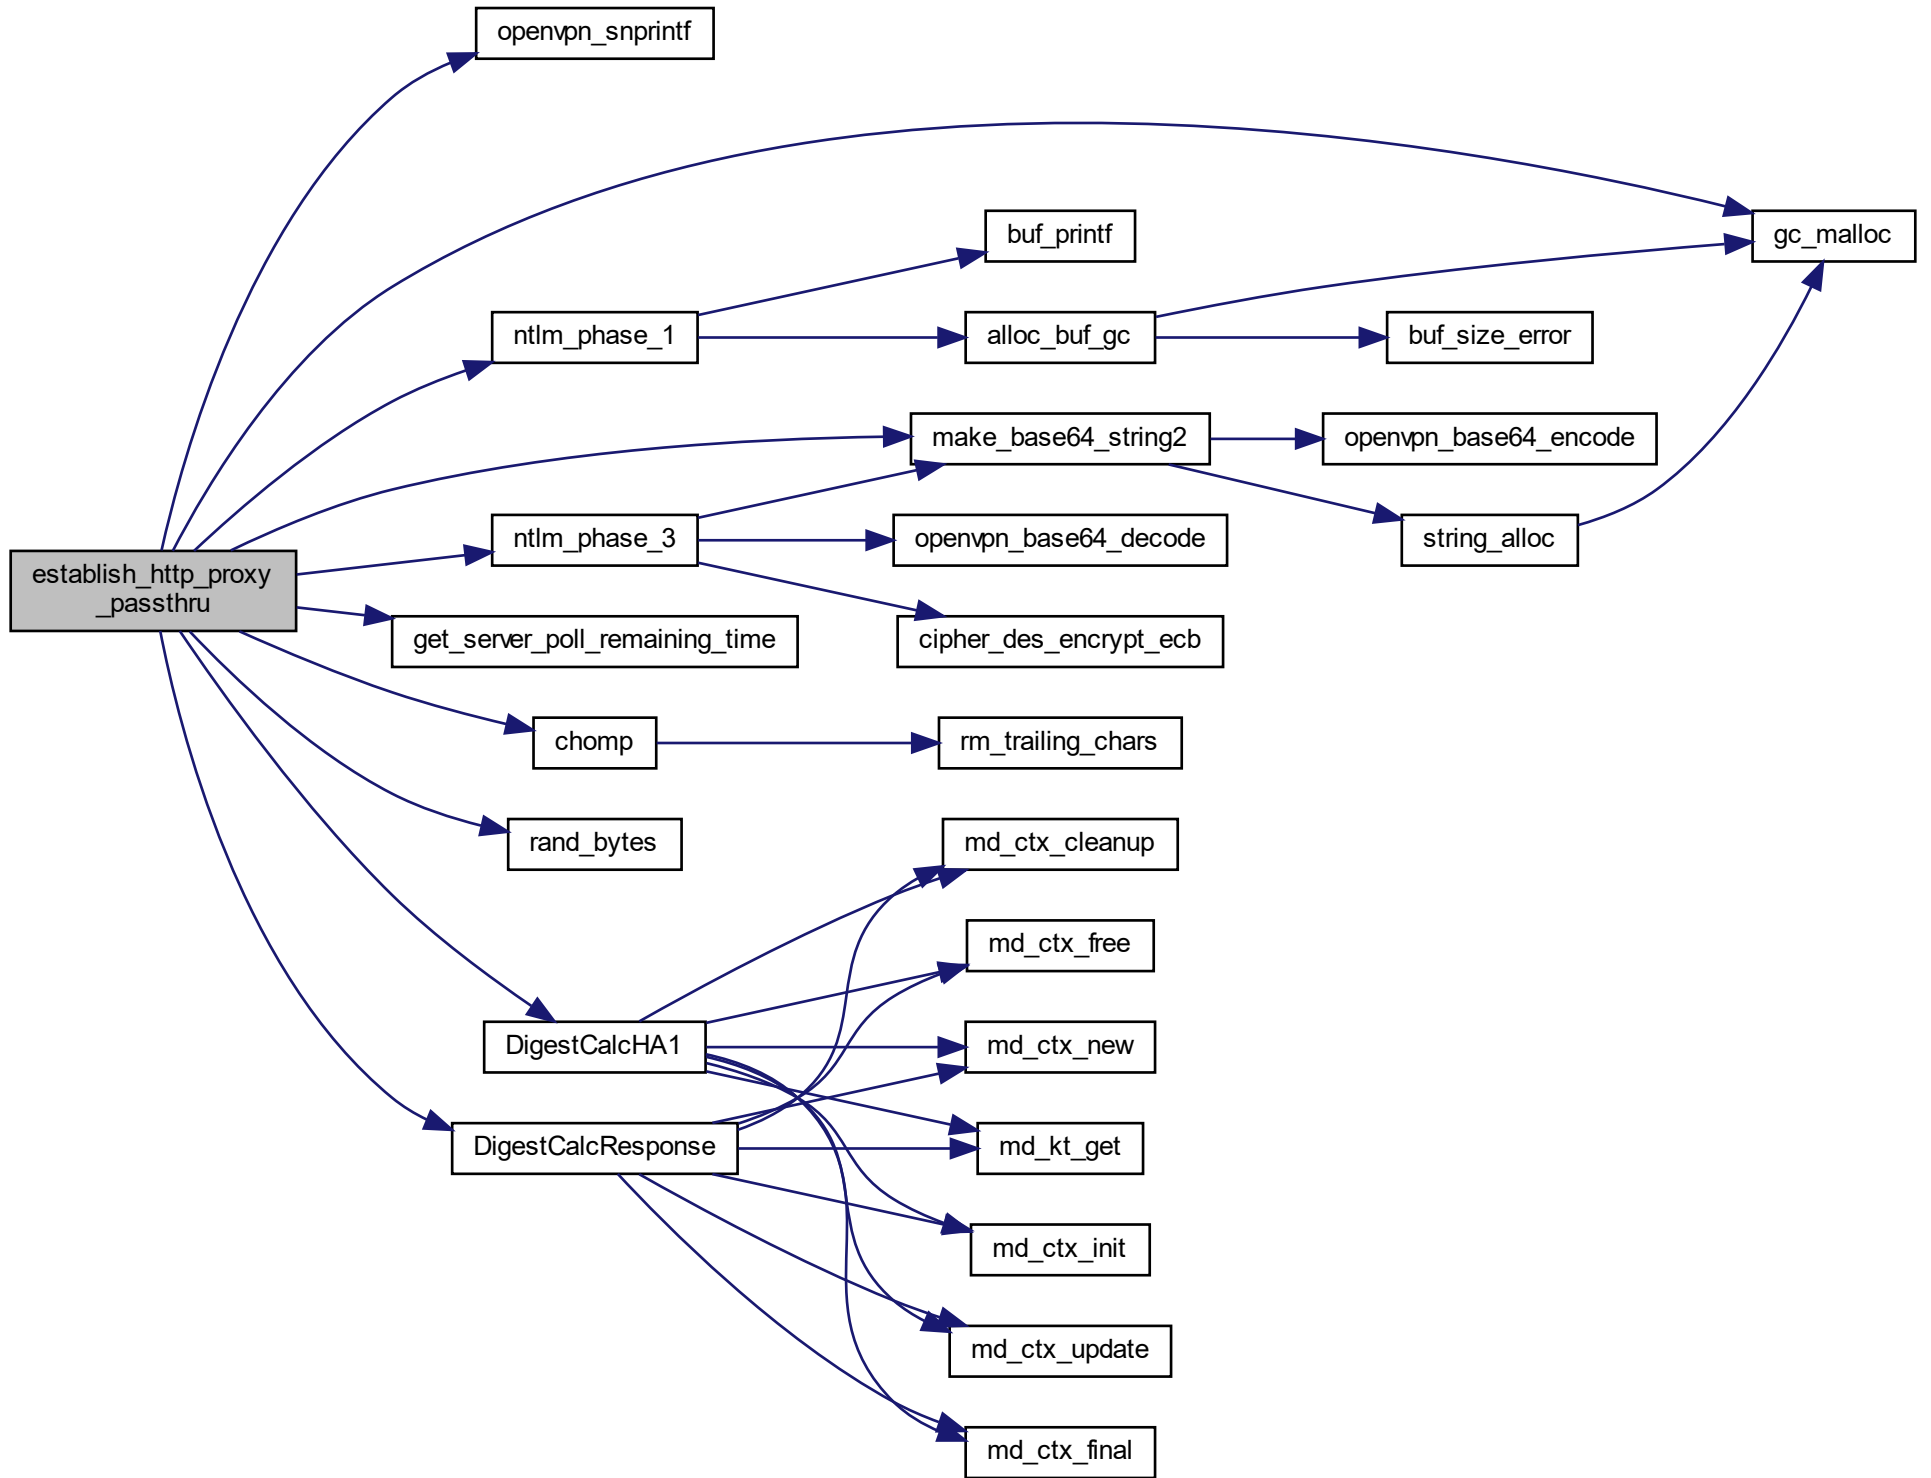 openvpn_snprintf
buf_printf
gc_malloc
ntlm_phase_1
alloc_buf_gc
buf_size_error
make_base64_string2
openvpn_base64_encode
ntlm_phase_3
openvpn_base64_decode
string_alloc
establish_http_proxy
_passthru
get_server_poll_remaining_time
cipher_des_encrypt_ecb
chomp
rm_trailing_chars
rand_bytes
md_ctx_cleanup
md_ctx_free
DigestCalcHA1
md_ctx_new
DigestCalcResponse
md_kt_get
md_ctx_init
md_ctx_update
md_ctx_final